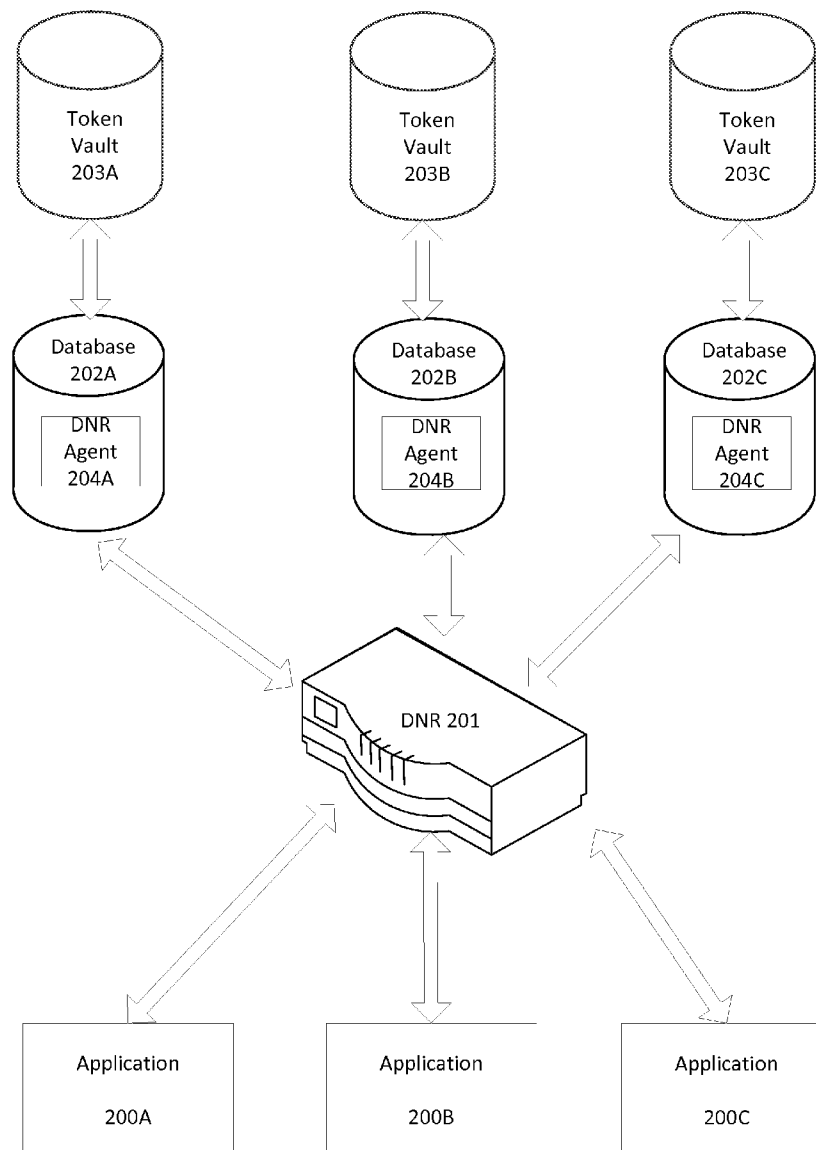 Token
Vault
203A
Token
Vault
203B
Token
Vault
203C
Database
202A
DNR
Agent
204A
Database
202B
DNR
Agent
204B
Database
202C
DNR
Agent
204C
DNR 201
Application
200A
Application
200B
Application
200C